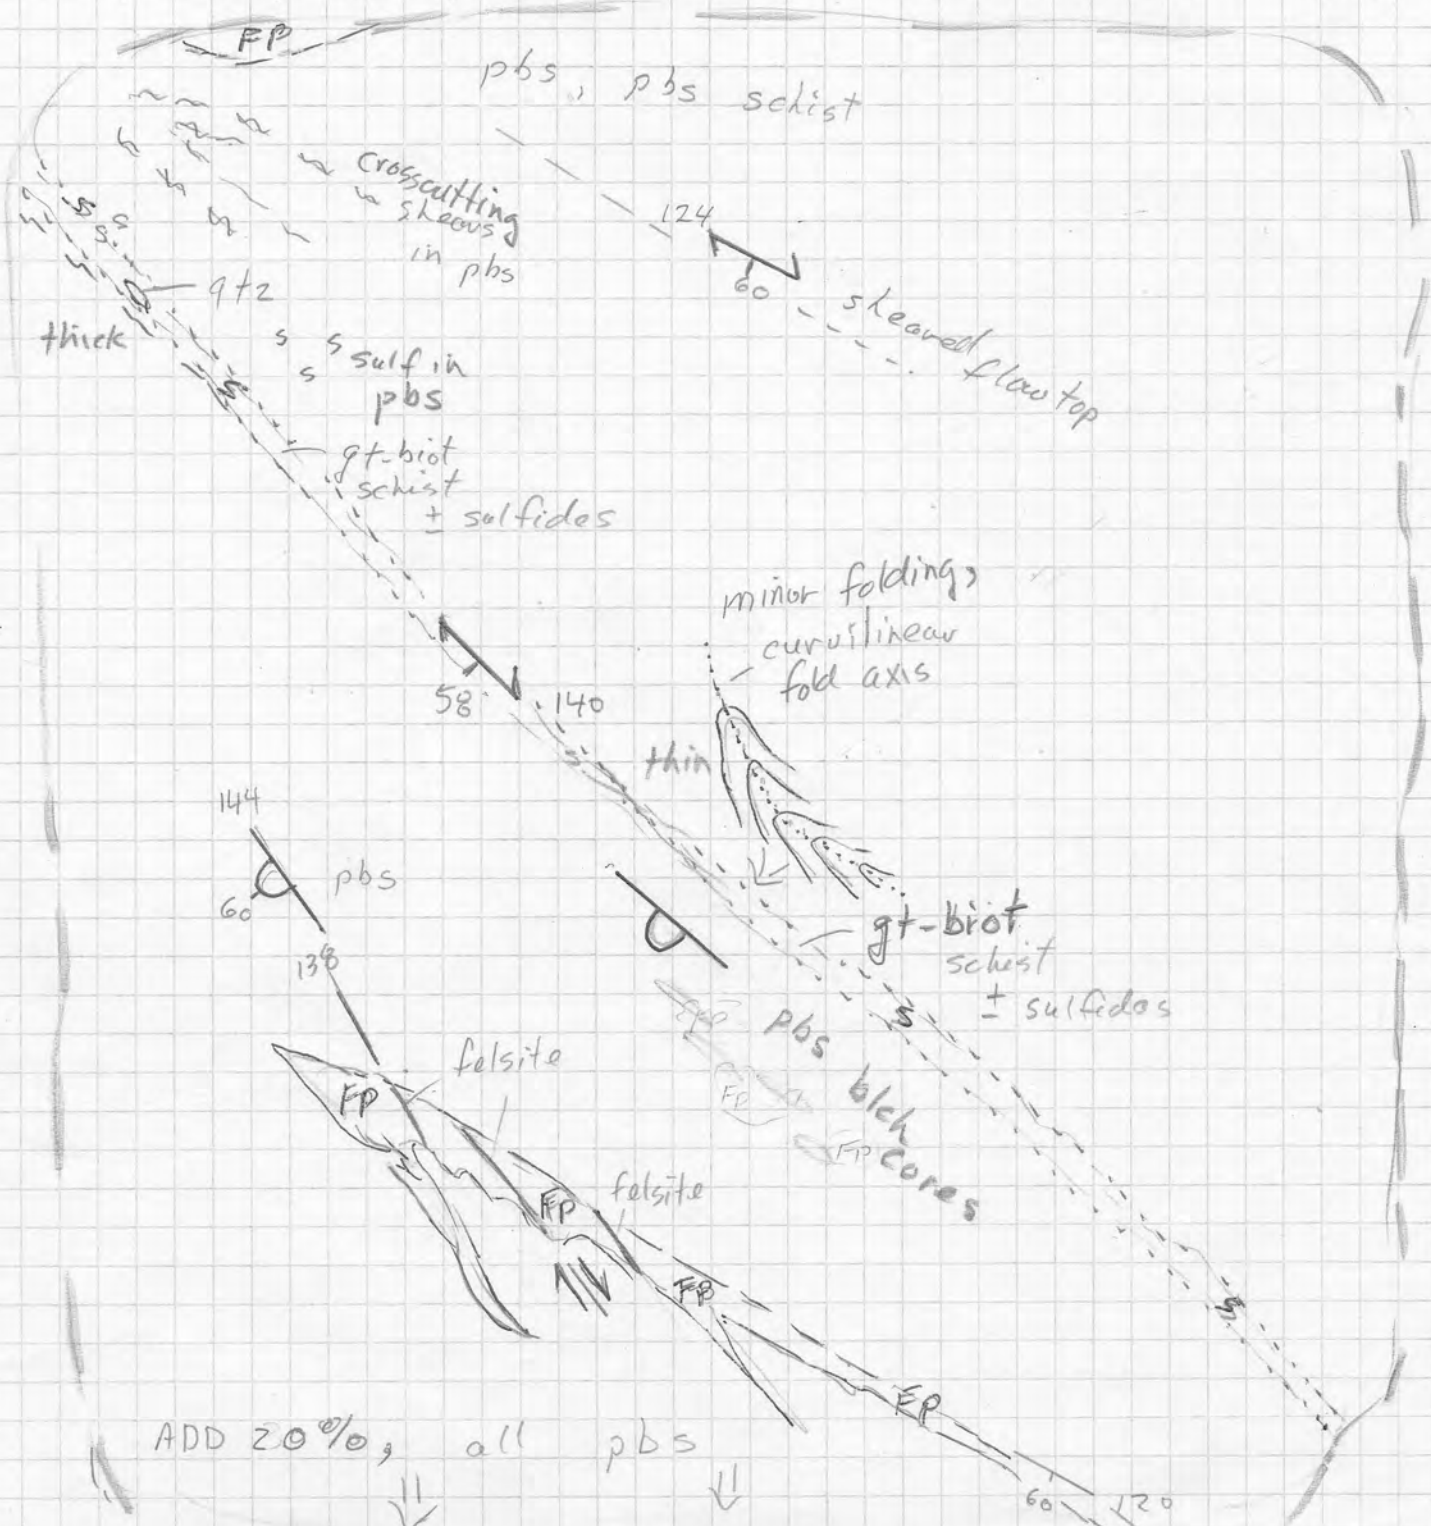 FP
pbs, pbs schist
crosscutting
shears
in pbs
124
60
sheared
flow top
qtz
thick
s s
s
sulf in
pbs
gt-biot
schist
± sulfides
minor folding,
curvilinear
fold axis
58
140
thin
144
60
pbs
138
gt-biot
schist
± sulfides
pbs
blch
cores
FP
FP
felsite
FP
FP
felsite
FP
FP
ADD 20%, all pbs
60
120